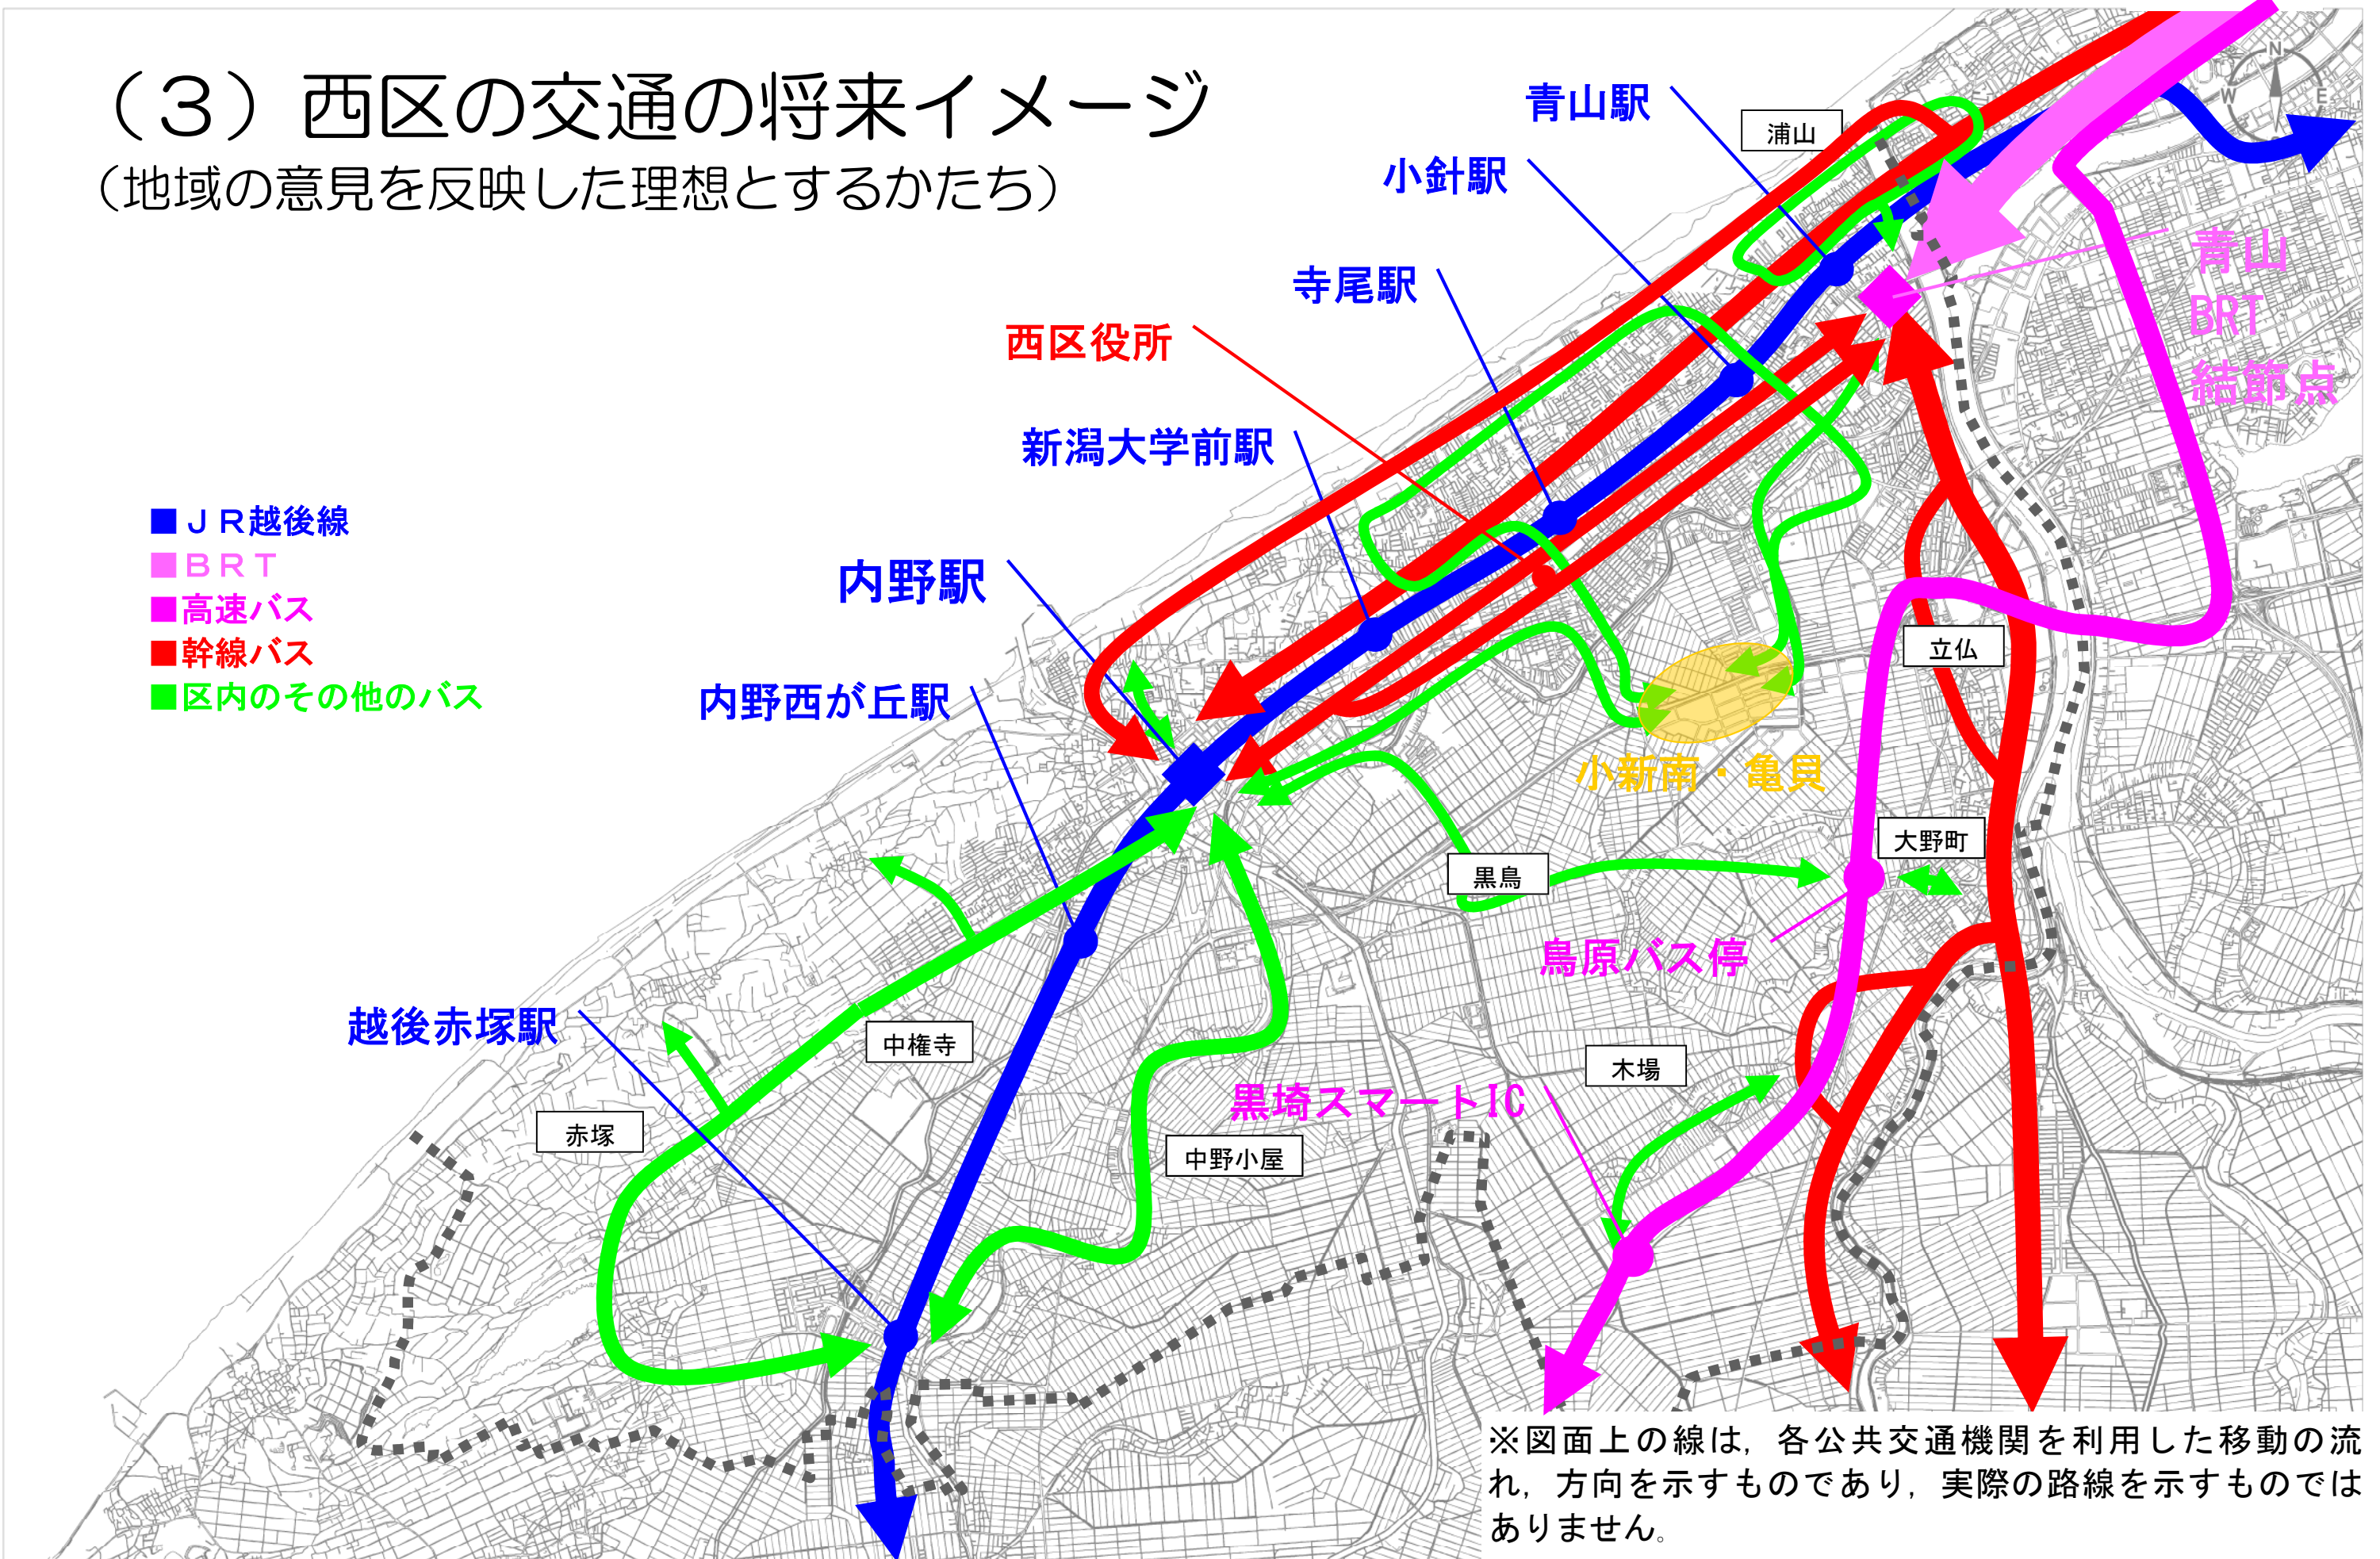 （３）西区の交通の将来イメージ
（地域の意見を反映した理想とするかたち）
青山駅
浦山
小針駅
寺尾駅
西区役所
新潟大学前駅
内野駅
内野西が丘駅
越後赤塚駅
青山
BRT
結節点
N
W
E
■ＪＲ越後線
■ＢＲＴ
■高速バス
■幹線バス
■区内のその他のバス
立仏
小新南・亀貝
大野町
黒鳥
鳥原バス停
中権寺
木場
黒埼スマートIC
赤塚
中野小屋
※図面上の線は，各公共交通機関を利用した移動の流
れ，方向を示すものであり，実際の路線を示すものでは
ありません。